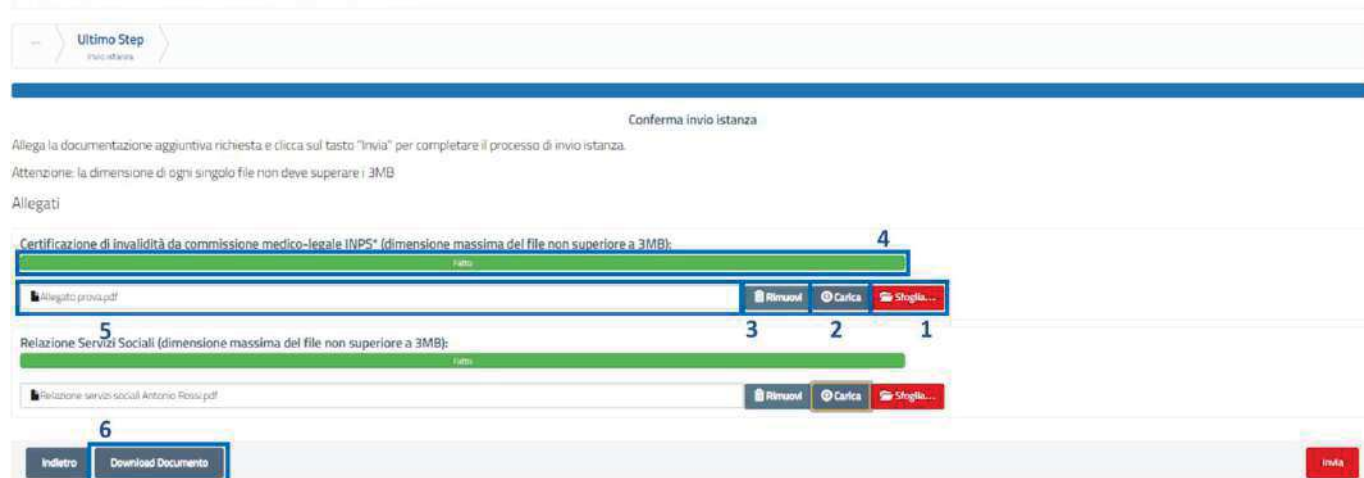 Ultimo Step
Invio istanza
Conferma invio istanza
Allega la documentazione aggiuntiva richiesta e clicca sul tasto "Invia" per completare il processo di invio istanza.
Attenzione: la dimensione di ogni singolo file non deve superare i 3MB
Allegati
Certificazione di invalidità da commissione medico-legale INPS* (dimensione massima del file non superiore a 3MB):
4
Fatto
Allegato prova.pdf
Rimuovi
Carica
Sfoglia...
5
3
2
1
Relazione Servizi Sociali (dimensione massima del file non superiore a 3MB):
Fatto
Relazione servizi sociali Antonio Rossi.pdf
Rimuovi
Carica
Sfoglia...
6
Indietro
Download Documento
Invia